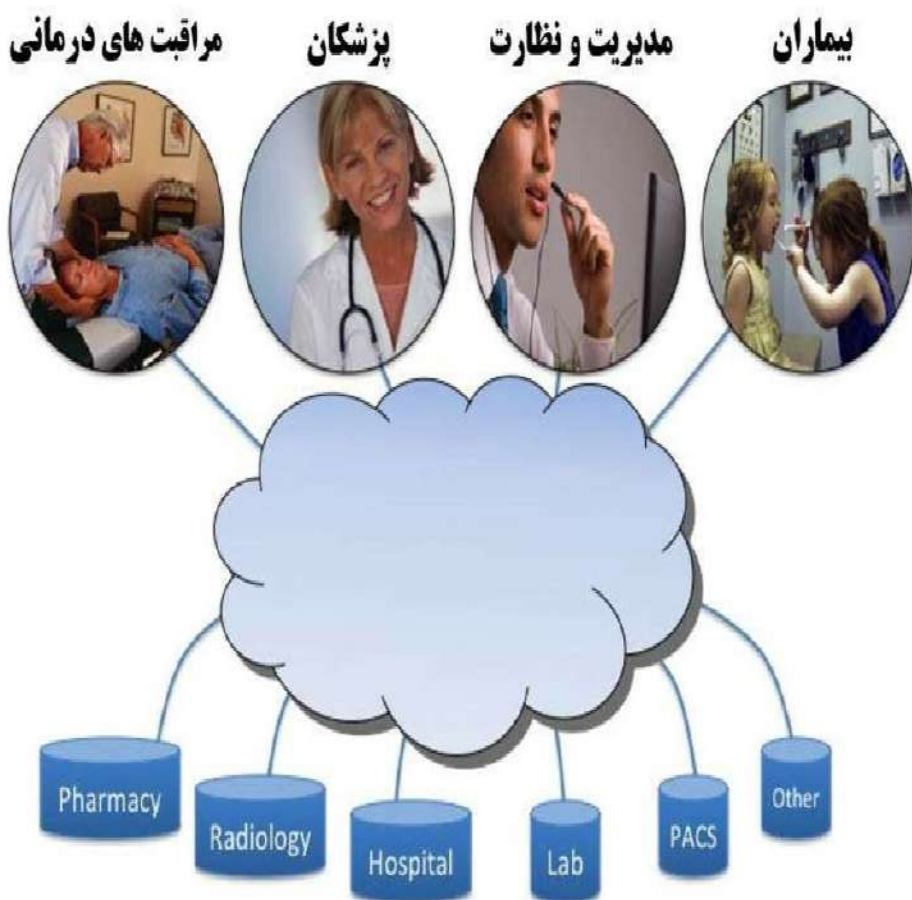 بیماران
مدیریت و نظارت
پزشکان
مراقبت های درمانی
Pharmacy
Radiology
Hospital
Lab
PACS
Other